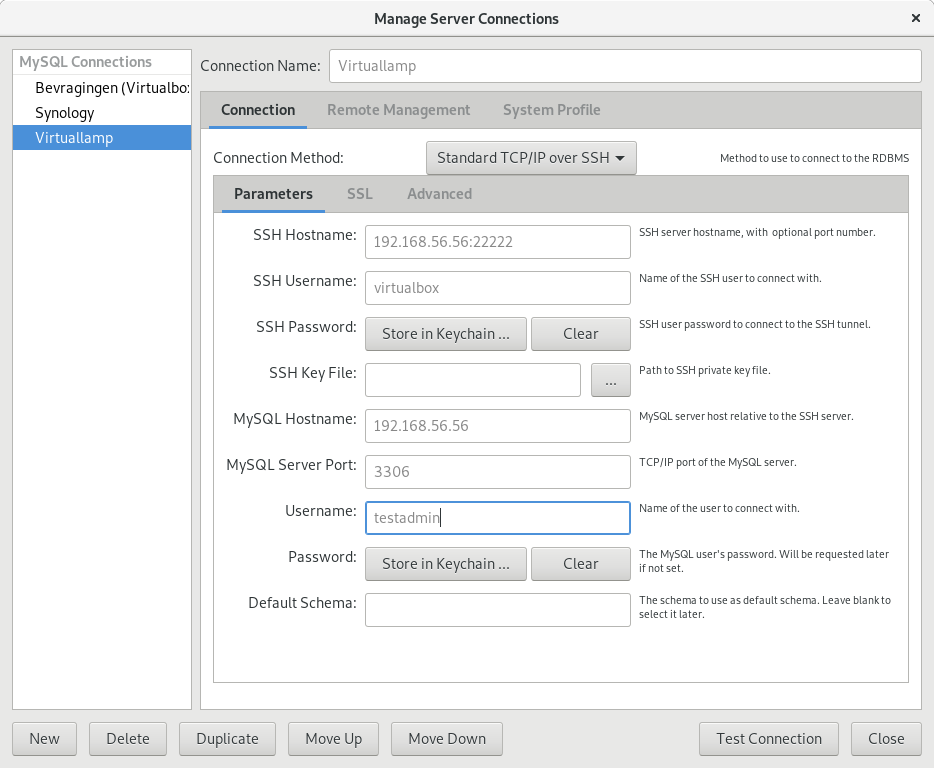 Manage Server Connections ×
MySQL Connections
Bevragingen (Virtualbo
Synology
Virtuallamp
Connection Name: Virtuallamp
Connection Remote Management System Profile
Connection Method: Standard TCP/IP over SSH Method to use to connect to the RDBMS
Parameters SSL Advanced
SSH Hostname: 192.168.56.56:22222 SSH server hostname, with optional port number.
SSH Username: virtualbox Name of the SSH user to connect with.
SSH Password: Store in Keychain ... Clear SSH user password to connect to the SSH tunnel.
SSH Key File: ... Path to SSH private key file.
MySQL Hostname: 192.168.56.56 MySQL server host relative to the SSH server.
MySQL Server Port: 3306 TCP/IP port of the MySQL server.
Username: testadmin Name of the user to connect with.
Password: Store in Keychain ... Clear The MySQL user's password. Will be requested later
if not set.
Default Schema: The schema to use as default schema. Leave blank to
select it later.
New Delete Duplicate Move Up Move Down Test Connection Close